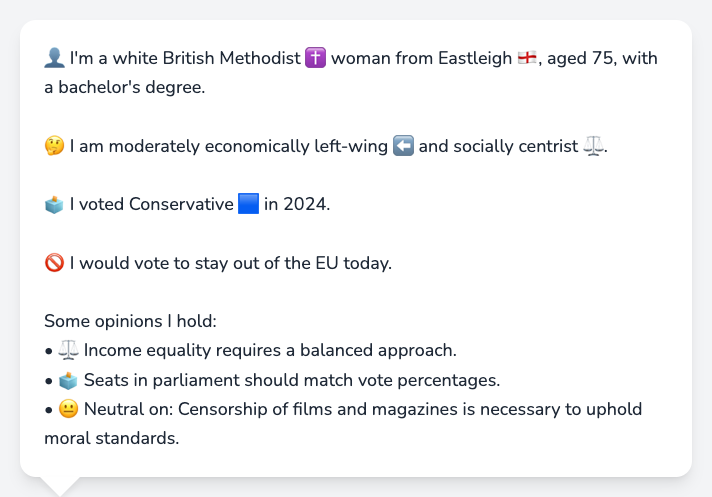 👤 I'm a white British Methodist ✝️ woman from Eastleigh 🏴󠁧󠁢󠁥󠁮󠁧󠁿, aged 75, with
a bachelor's degree.
🤔 I am moderately economically left-wing ⬅️ and socially centrist ⚖️.
🗳️ I voted Conservative 🟦 in 2024.
🚫 I would vote to stay out of the EU today.
Some opinions I hold:
• ⚖️ Income equality requires a balanced approach.
• 🗳️ Seats in parliament should match vote percentages.
• 😐 Neutral on: Censorship of films and magazines is necessary to uphold
moral standards.